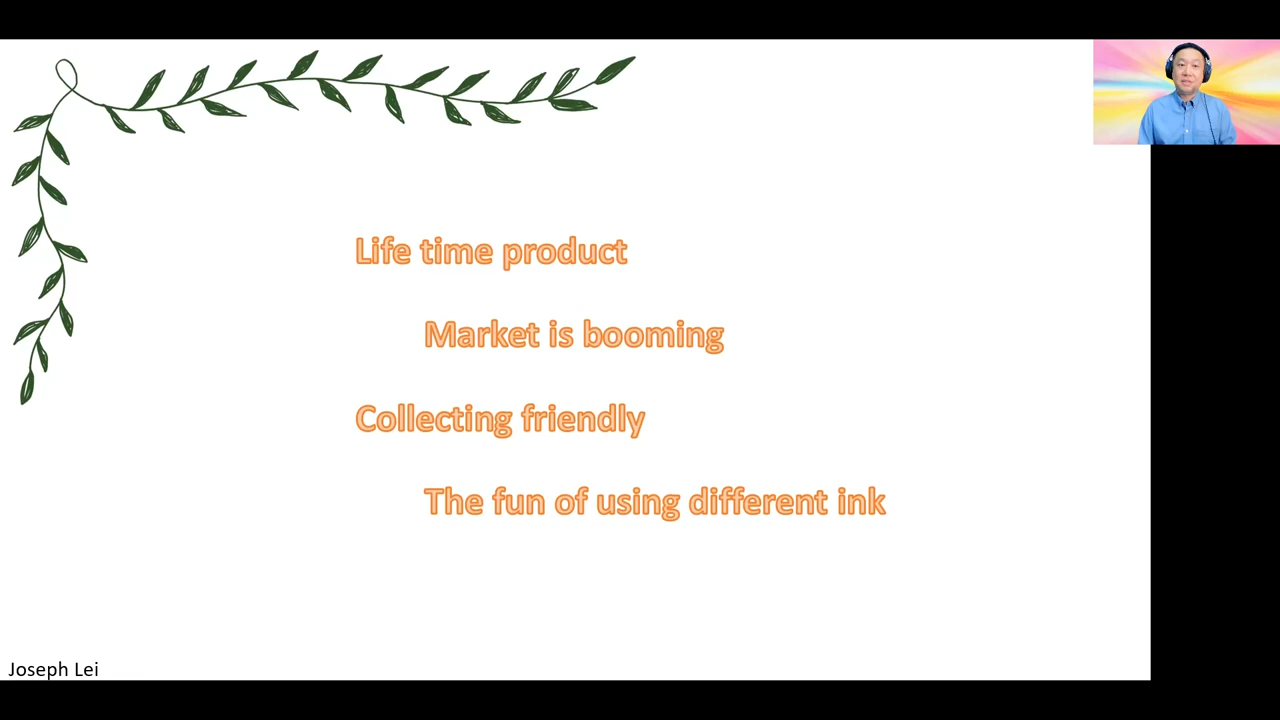 Life time product
Market is booming
Collecting friendly
The fun of using different ink
Joseph Lei